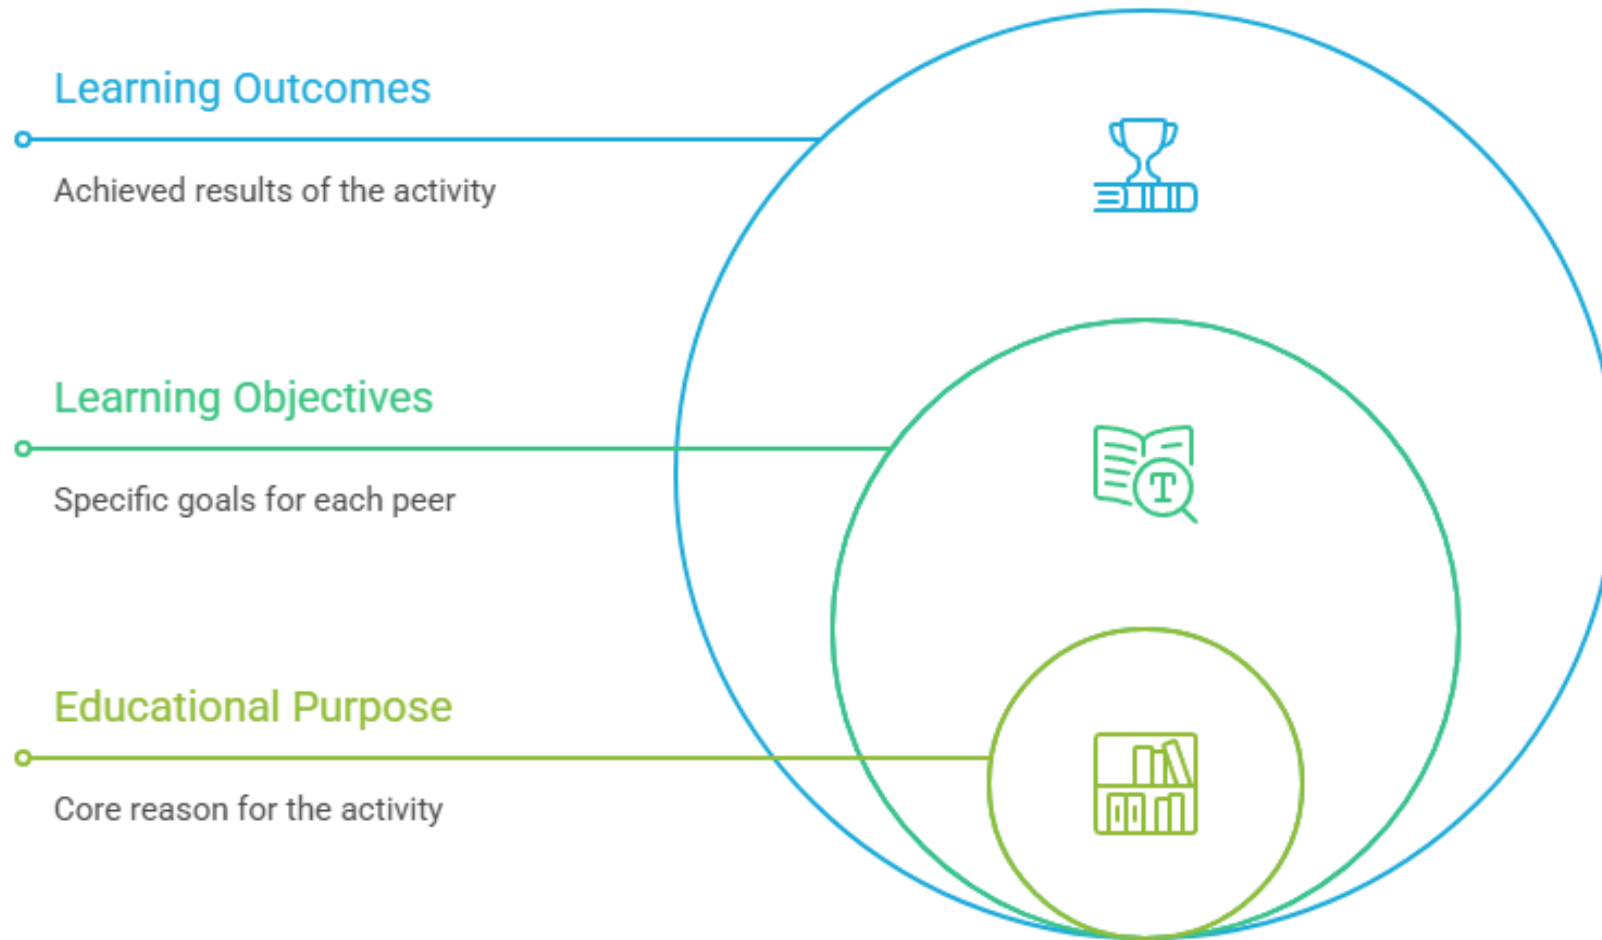 Learning Outcomes
Achieved results of the activity
Learning Objectives
Specific goals for each peer
T
Educational Purpose
Core reason for the activity